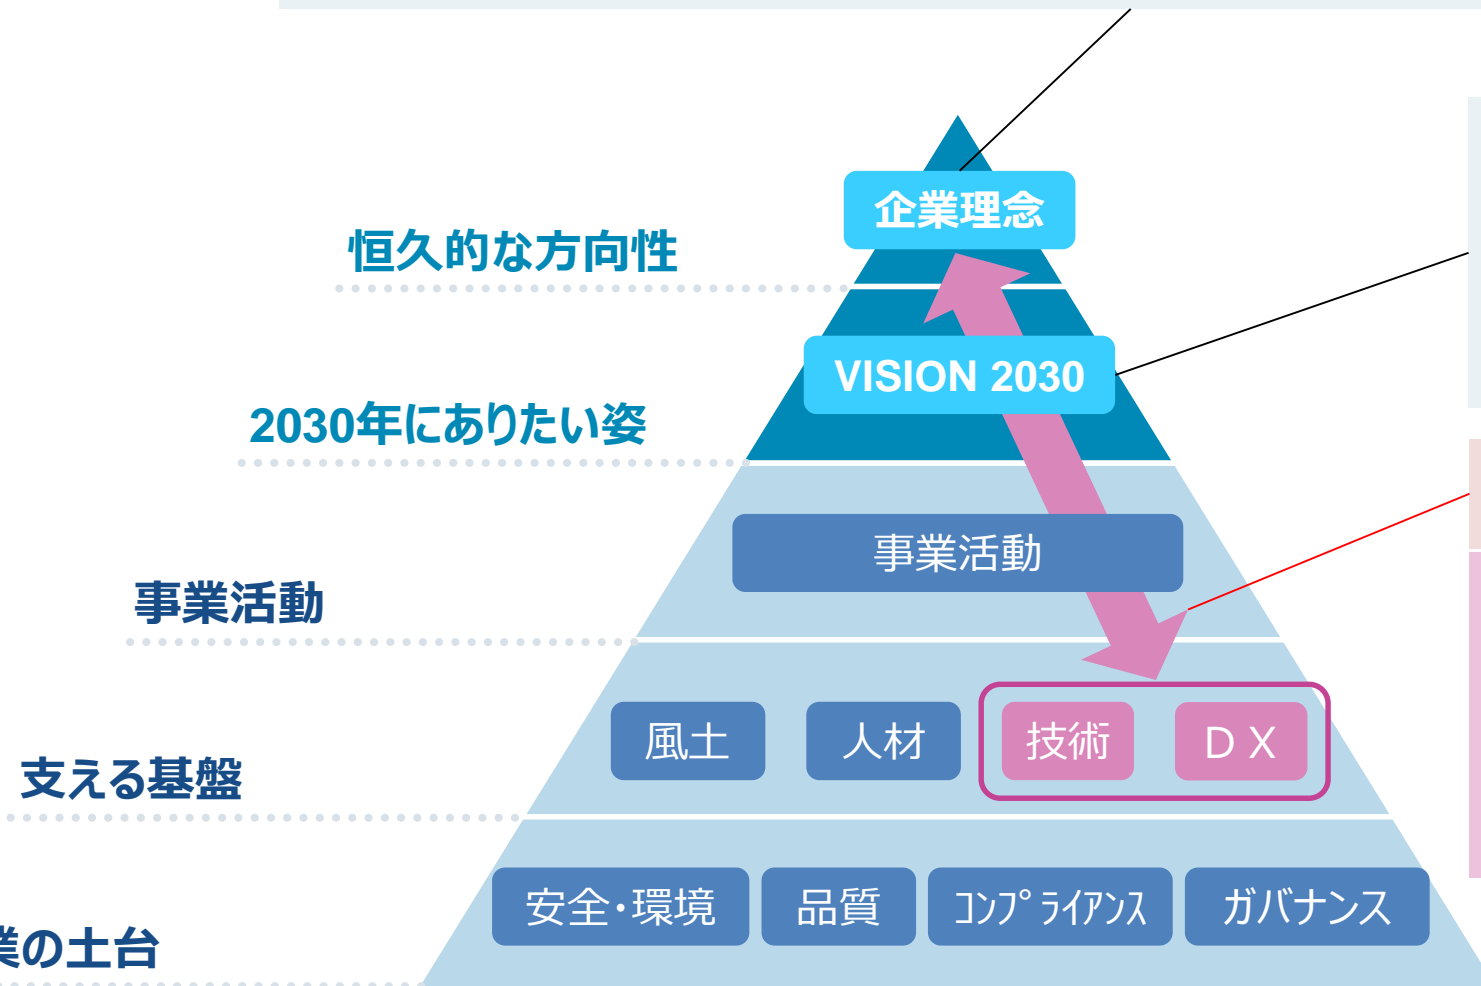 企業理念
恒久的な方向性
VISION 2030
2030年にありたい姿
事業活動
事業活動
風土 人材 技術 ＤＸ
支える基盤
安全・環境 品質 ｺﾝﾌﾟﾗｲｱﾝｽ ガバナンス
業の土台